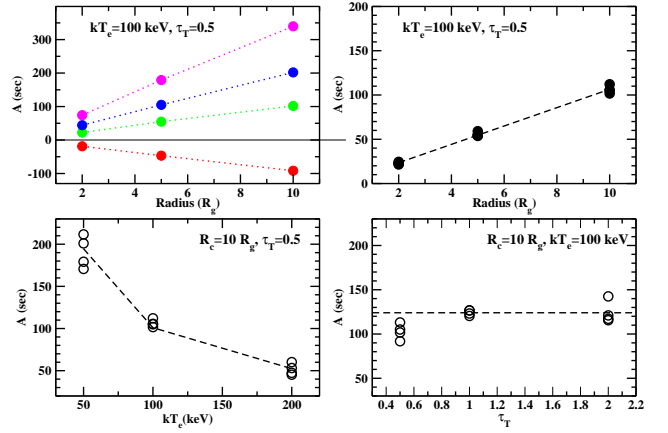 kT_e=100 keV, τ_T=0.5
A (sec)
300
200
100
0
-100
2 4 6 8 10
Radius (R_g)
kT_e=100 keV, τ_T=0.5
A (sec)
200
150
100
50
0
2 4 6 8 10
Radius (R_g)
R_c=10 R_g, τ_T=0.5
A (sec)
200
150
100
50
50 100 150 200
kT_e(keV)
R_c=10 R_g, kT_e=100 keV
A (sec)
200
150
100
50
0.4 0.6 0.8 1 1.2 1.4 1.6 1.8 2 2.2
τ_T